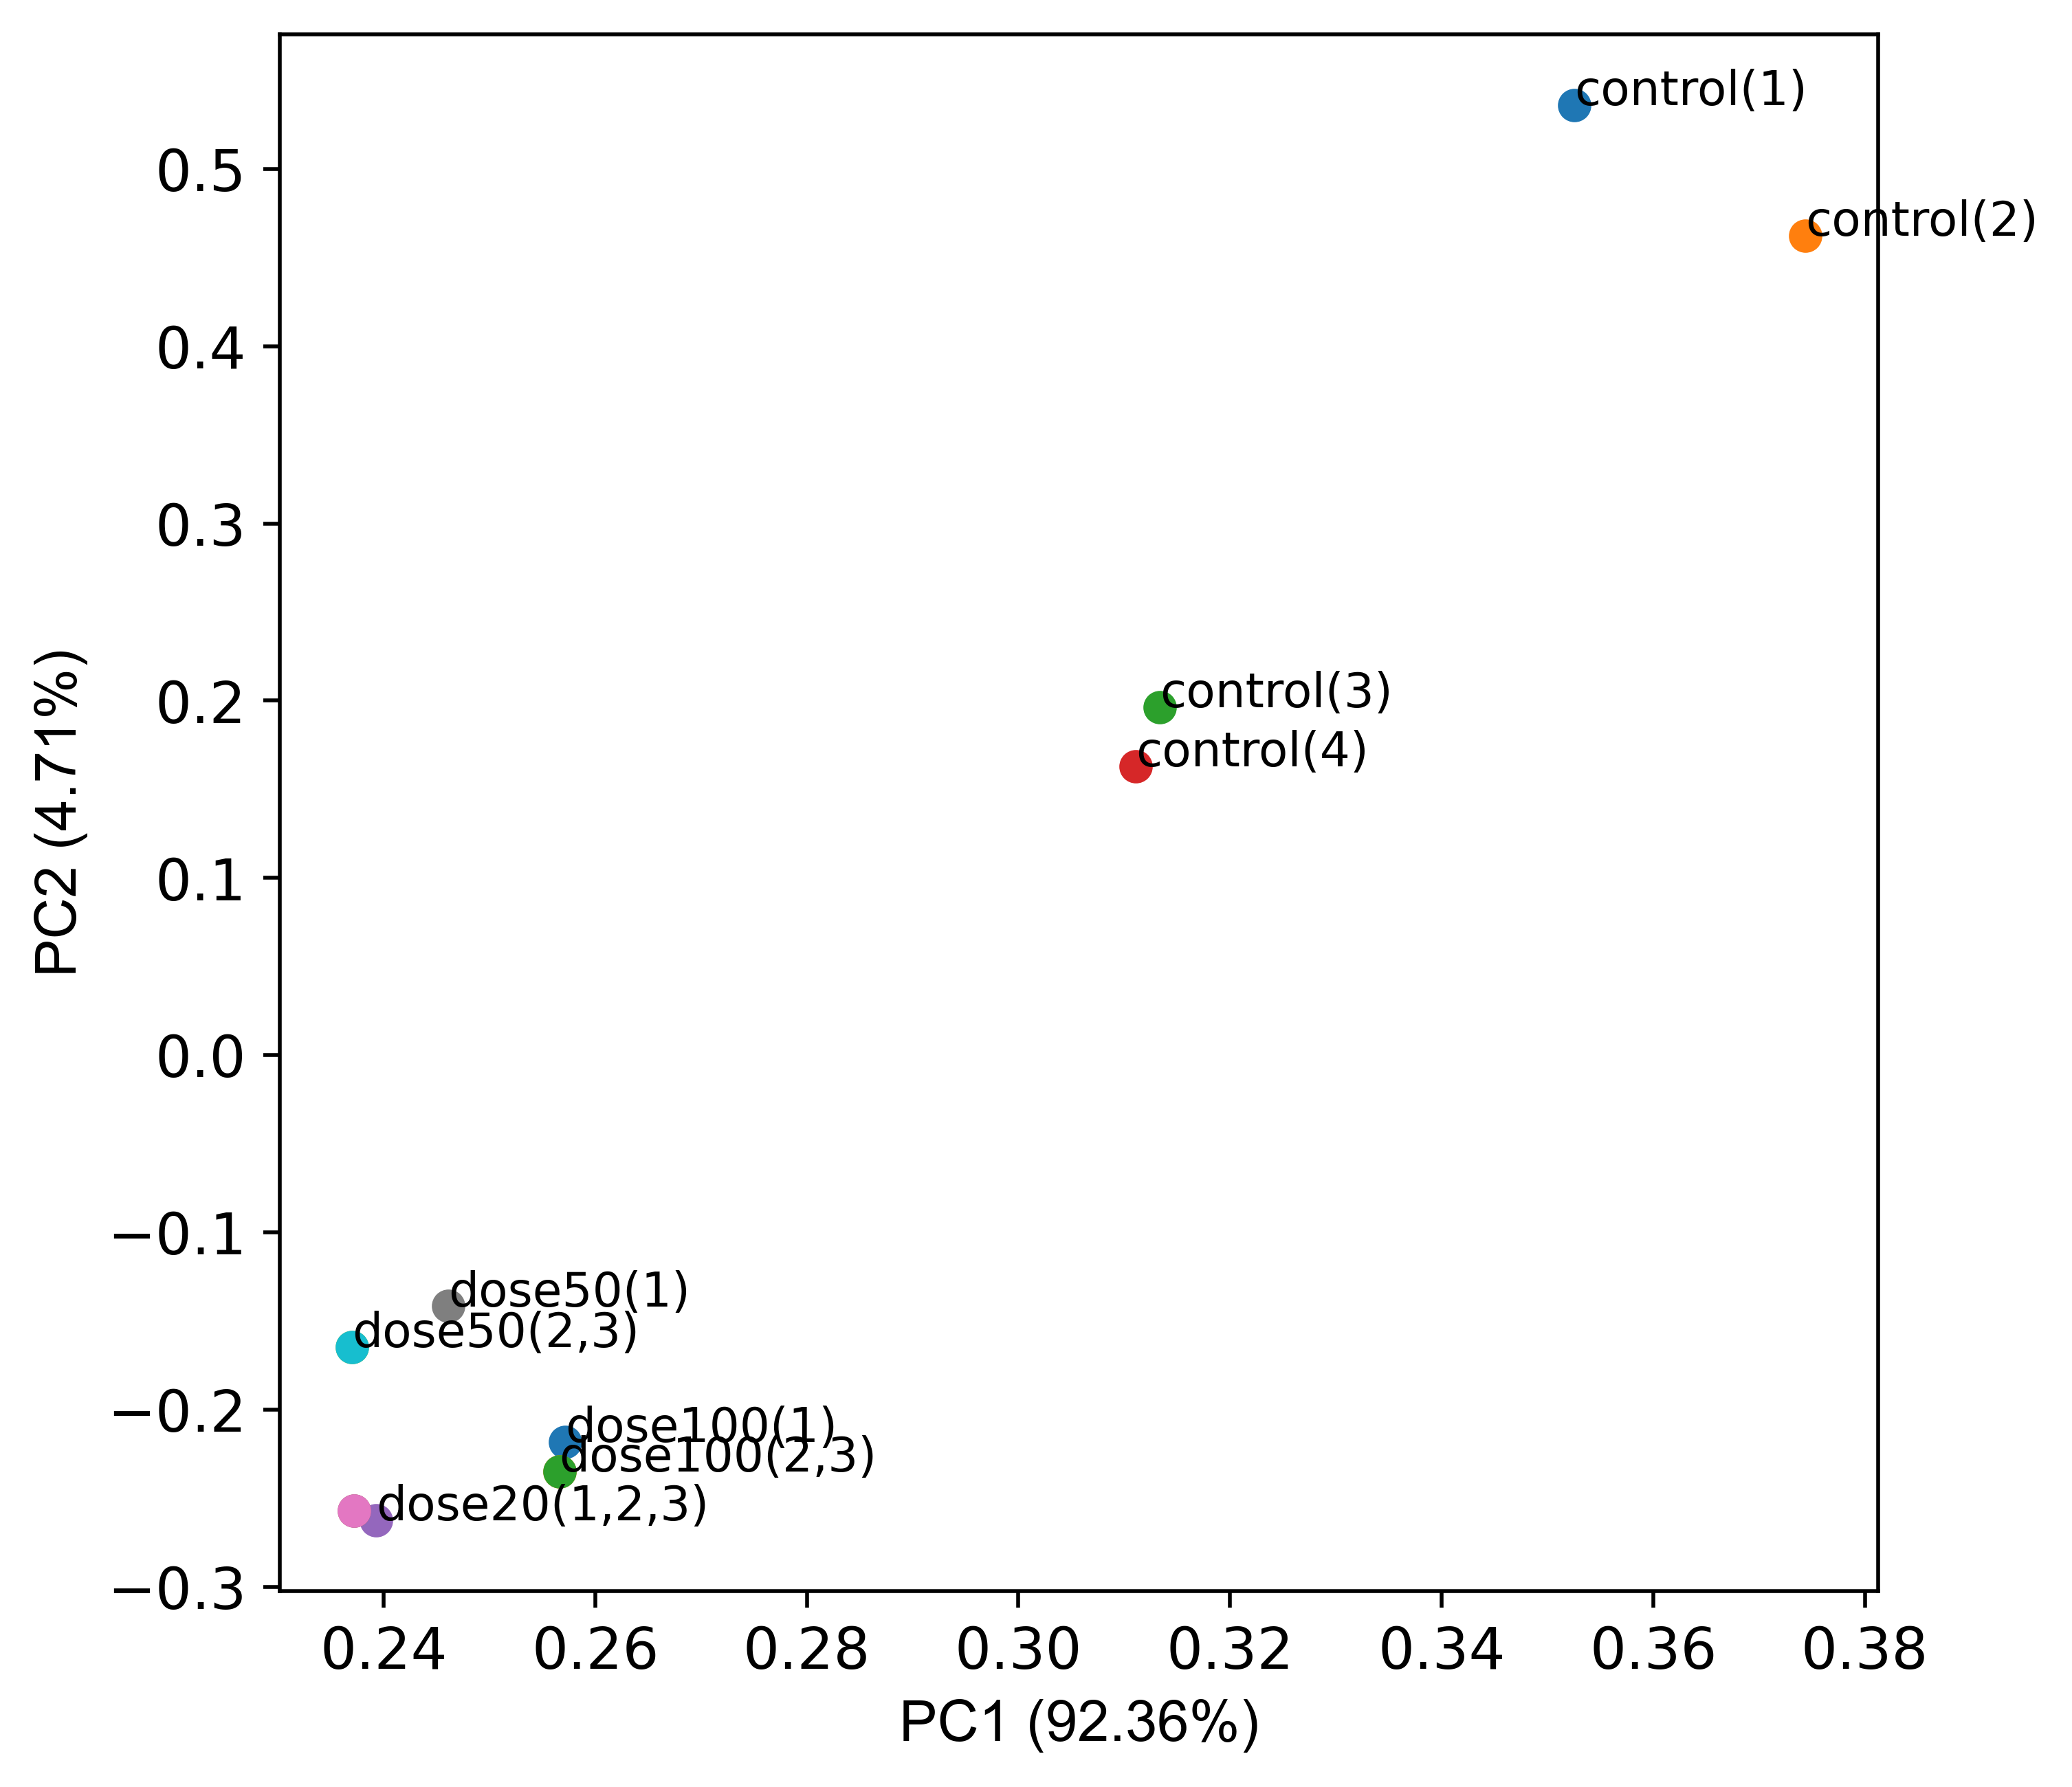 control(1)
0.5
control(2)
0.4
0.3
control(3)
0.2
control(4)
PC2 (4.71%)
0.1
0.0
−0.1
dose50(1)
dose50(2,3)
−0.2
dose100(1)
dose100(2,3)
dose20(1,2,3)
−0.3
0.24 0.26 0.28 0.30 0.32 0.34 0.36 0.38
PC1 (92.36%)